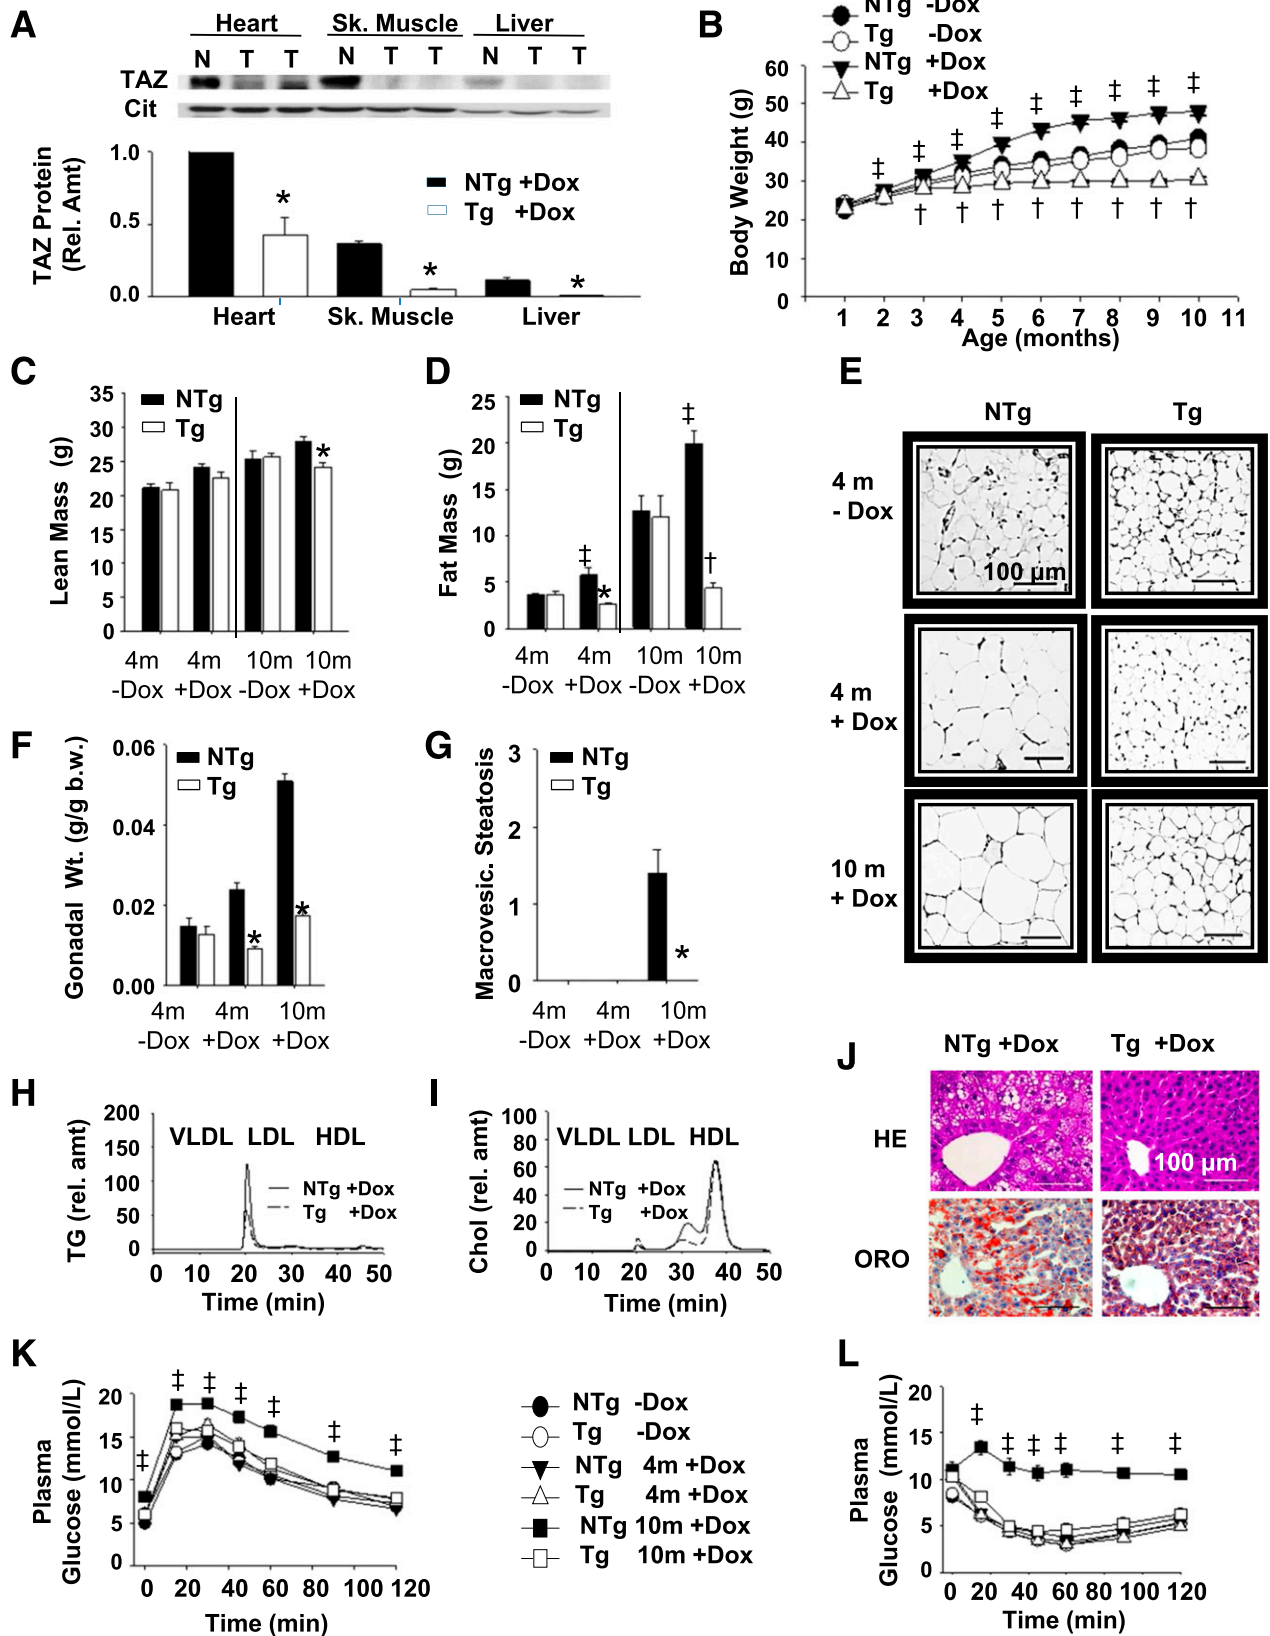 A
Heart Sk. Muscle Liver
N T T N T T N T T
TAZ
Cit
TAZ Protein
(Rel. Amt)
1.0
0.5
0.0
NTg +Dox
Tg +Dox
* * *
Heart Sk. Muscle Liver
B
NTg -Dox
Tg -Dox
NTg +Dox
Tg +Dox
Body Weight (g)
60
50
40
30
20
10
0
‡ ‡ ‡ ‡ ‡ ‡ ‡ ‡ ‡
† † † † † † † †
1 2 3 4 5 6 7 8 9 10 11
Age (months)
C
Lean Mass (g)
35
30
25
20
15
10
5
0
NTg
Tg
*
4m 4m 10m 10m
-Dox +Dox -Dox +Dox
D
Fat Mass (g)
25
20
15
10
5
0
NTg
Tg
‡ * ‡ †
4m 4m 10m 10m
-Dox +Dox -Dox +Dox
E
NTg Tg
4 m
- Dox
100 µm
4 m
+ Dox
10 m
+ Dox
F
Gonadal Wt. (g/g b.w.)
0.06
0.04
0.02
0.00
NTg
Tg
* *
4m 4m 10m
-Dox +Dox +Dox
G
Macrovesic. Steatosis
3
2
1
0
NTg
Tg
*
4m 4m 10m
-Dox +Dox +Dox
H
TG (rel. amt)
200
150
100
50
0
VLDL LDL HDL
NTg +Dox
Tg +Dox
0 10 20 30 40 50
Time (min)
I
Chol (rel. amt)
100
80
60
40
20
0
VLDL LDL HDL
NTg +Dox
Tg +Dox
0 10 20 30 40 50
Time (min)
J
NTg +Dox Tg +Dox
HE
100 µm
ORO
K
Plasma
Glucose (mmol/L)
20
15
10
5
0
‡ ‡ ‡ ‡ ‡ ‡ ‡
0 20 40 60 80 100 120
Time (min)
NTg -Dox
Tg -Dox
NTg 4m +Dox
Tg 4m +Dox
NTg 10m +Dox
Tg 10m +Dox
L
Plasma
Glucose (mmol/L)
20
15
10
5
0
‡ ‡ ‡ ‡ ‡ ‡
0 20 40 60 80 100 120
Time (min)